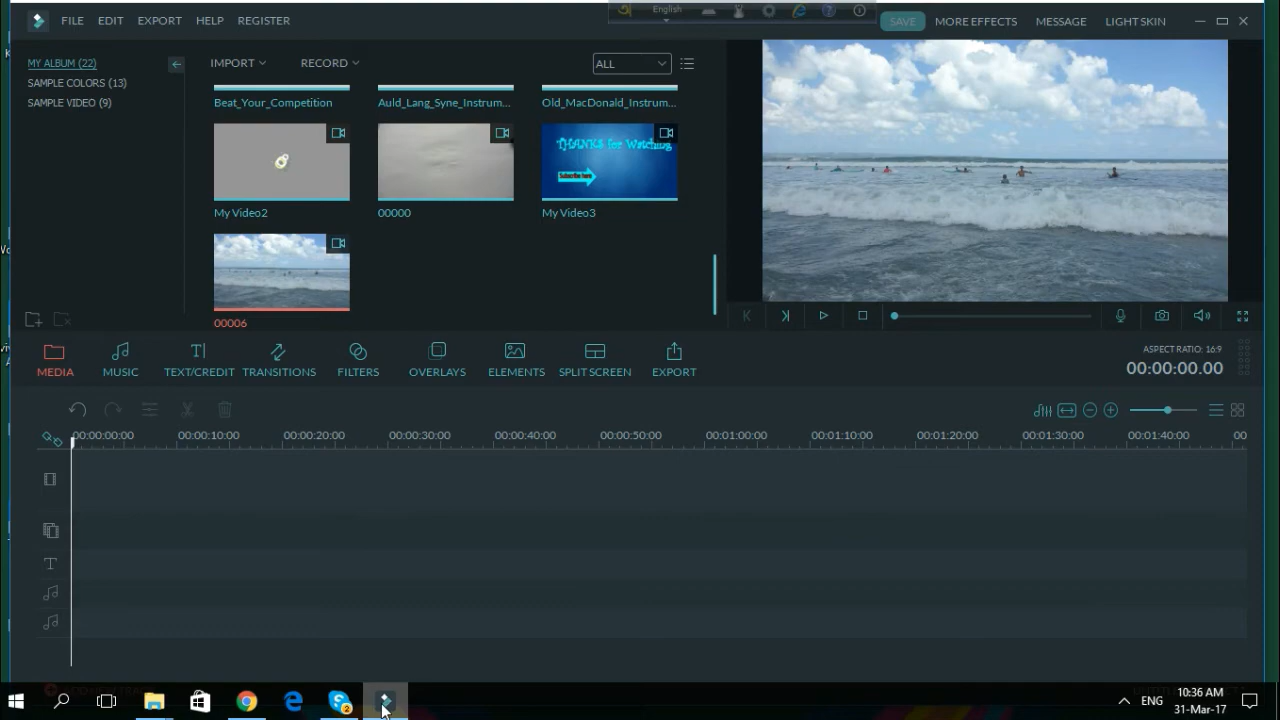 FILE EDIT EXPORT HELP REGISTER
English
SAVE MORE EFFECTS MESSAGE LIGHT SKIN
MY ALBUM (22)
SAMPLE COLORS (13)
SAMPLE VIDEO (9)
IMPORT RECORD ALL
Beat_Your_Competition Auld_Lang_Syne_Instrum... Old_MacDonald_Instrum...
THANKS for Watching
Subscribe here
My Video2 00000 My Video3
00006
MEDIA MUSIC TEXT/CREDIT TRANSITIONS FILTERS OVERLAYS ELEMENTS SPLIT SCREEN EXPORT
ASPECT RATIO: 16:9
00:00:00.00
00:00:00:00 00:00:10:00 00:00:20:00 00:00:30:00 00:00:40:00 00:00:50:00 00:01:00:00 00:01:10:00 00:01:20:00 00:01:30:00 00:01:40:00 00
2
ENG
10:36 AM
31-Mar-17